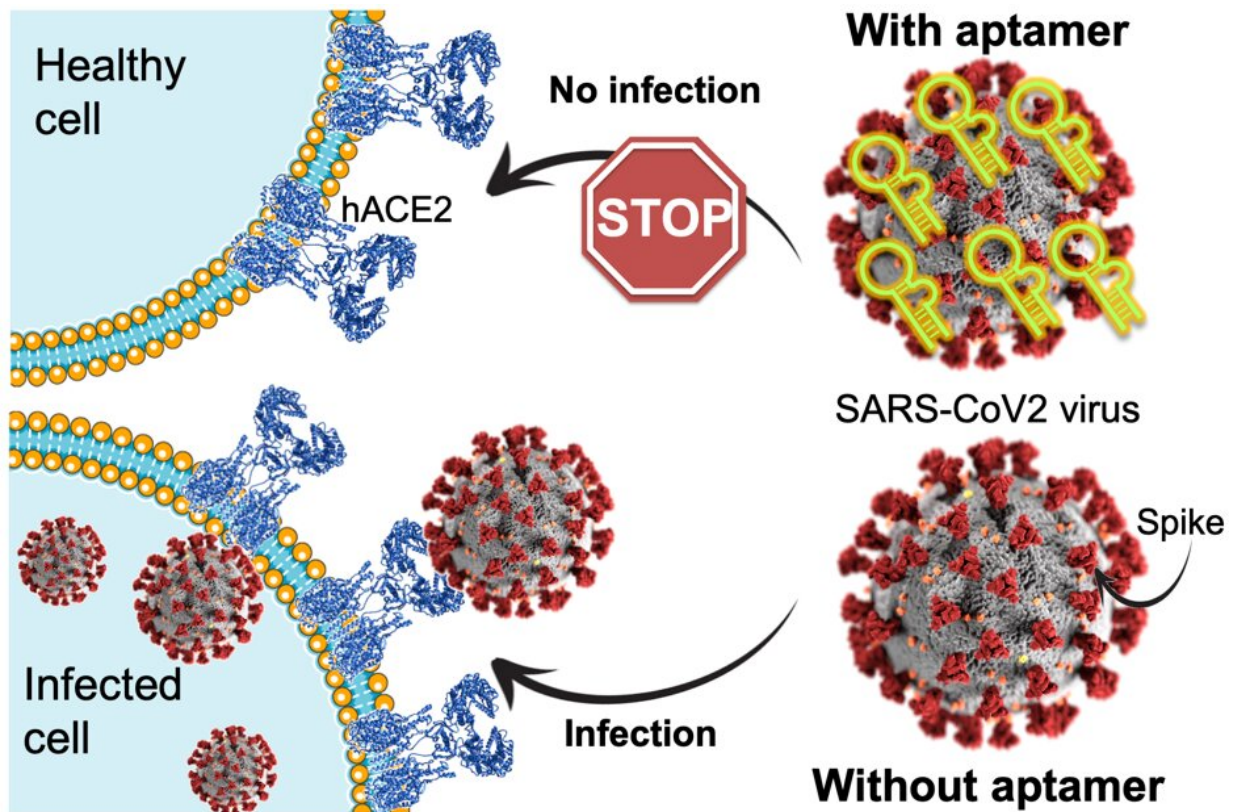 Healthy
cell
hACE2
No infection
STOP
With aptamer
SARS-CoV2 virus
Spike
Infected
cell
Infection
Without aptamer